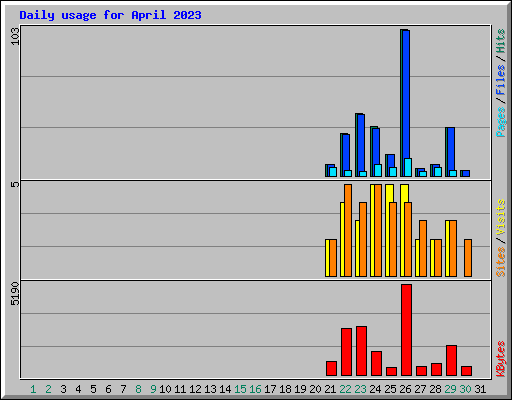 Daily usage for April 2023
103
5
5190
Pages / Files / Hits
Sites / Visits
KBytes
1 2 3 4 5 6 7 8 9 10 11 12 13 14 15 16 17 18 19 20 21 22 23 24 25 26 27 28 29 30 31